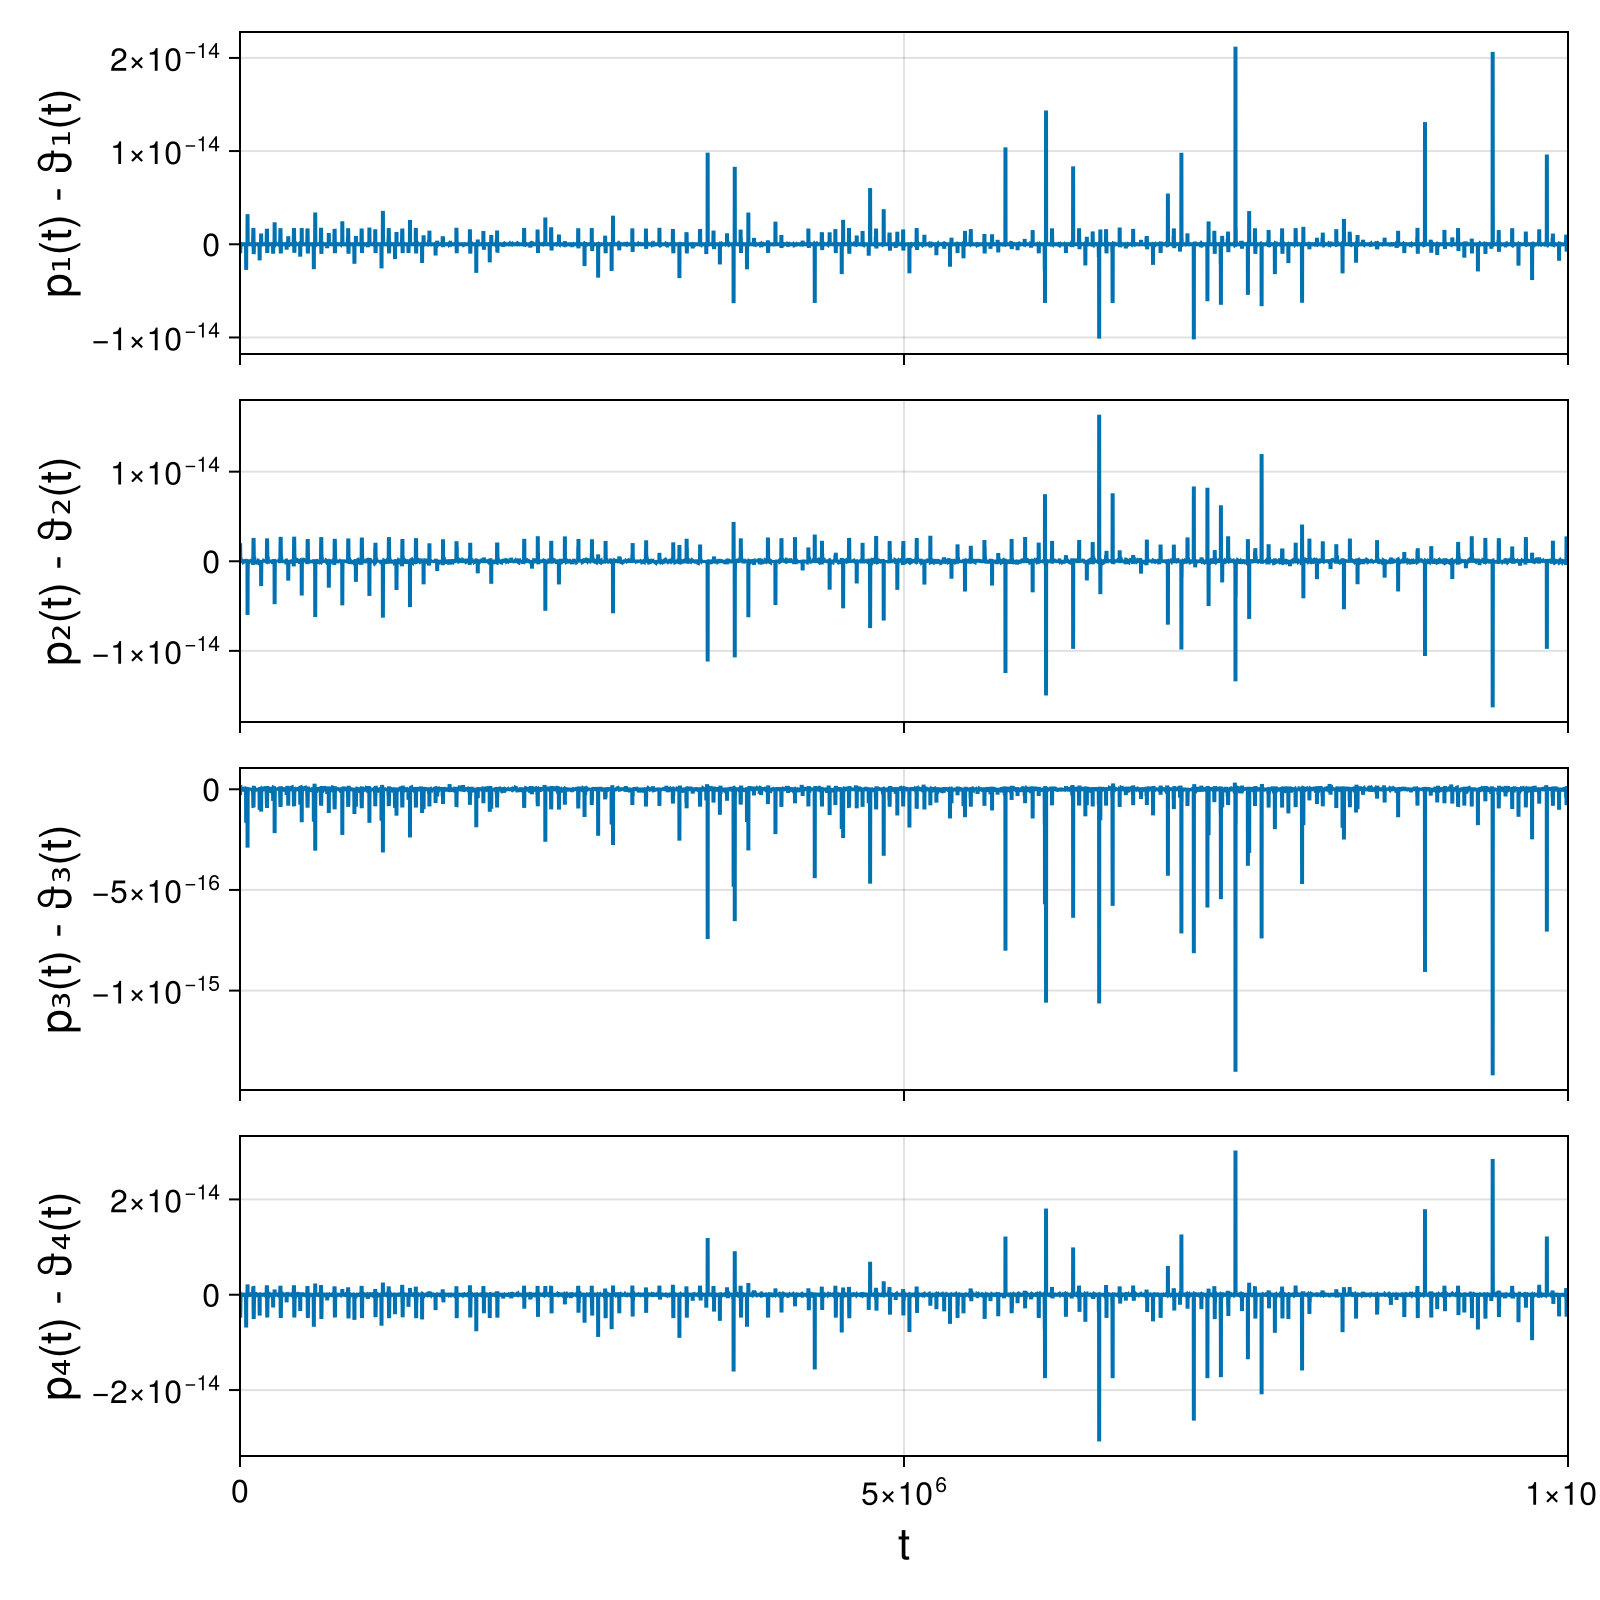 2×10⁻¹⁴
1×10⁻¹⁴
0
−1×10⁻¹⁴
p₁(t) - ϑ₁(t)
1×10⁻¹⁴
0
−1×10⁻¹⁴
p₂(t) - ϑ₂(t)
0
−5×10⁻¹⁶
−1×10⁻¹⁵
p₃(t) - ϑ₃(t)
2×10⁻¹⁴
0
−2×10⁻¹⁴
p₄(t) - ϑ₄(t)
0 5×10⁶ 1×10
t